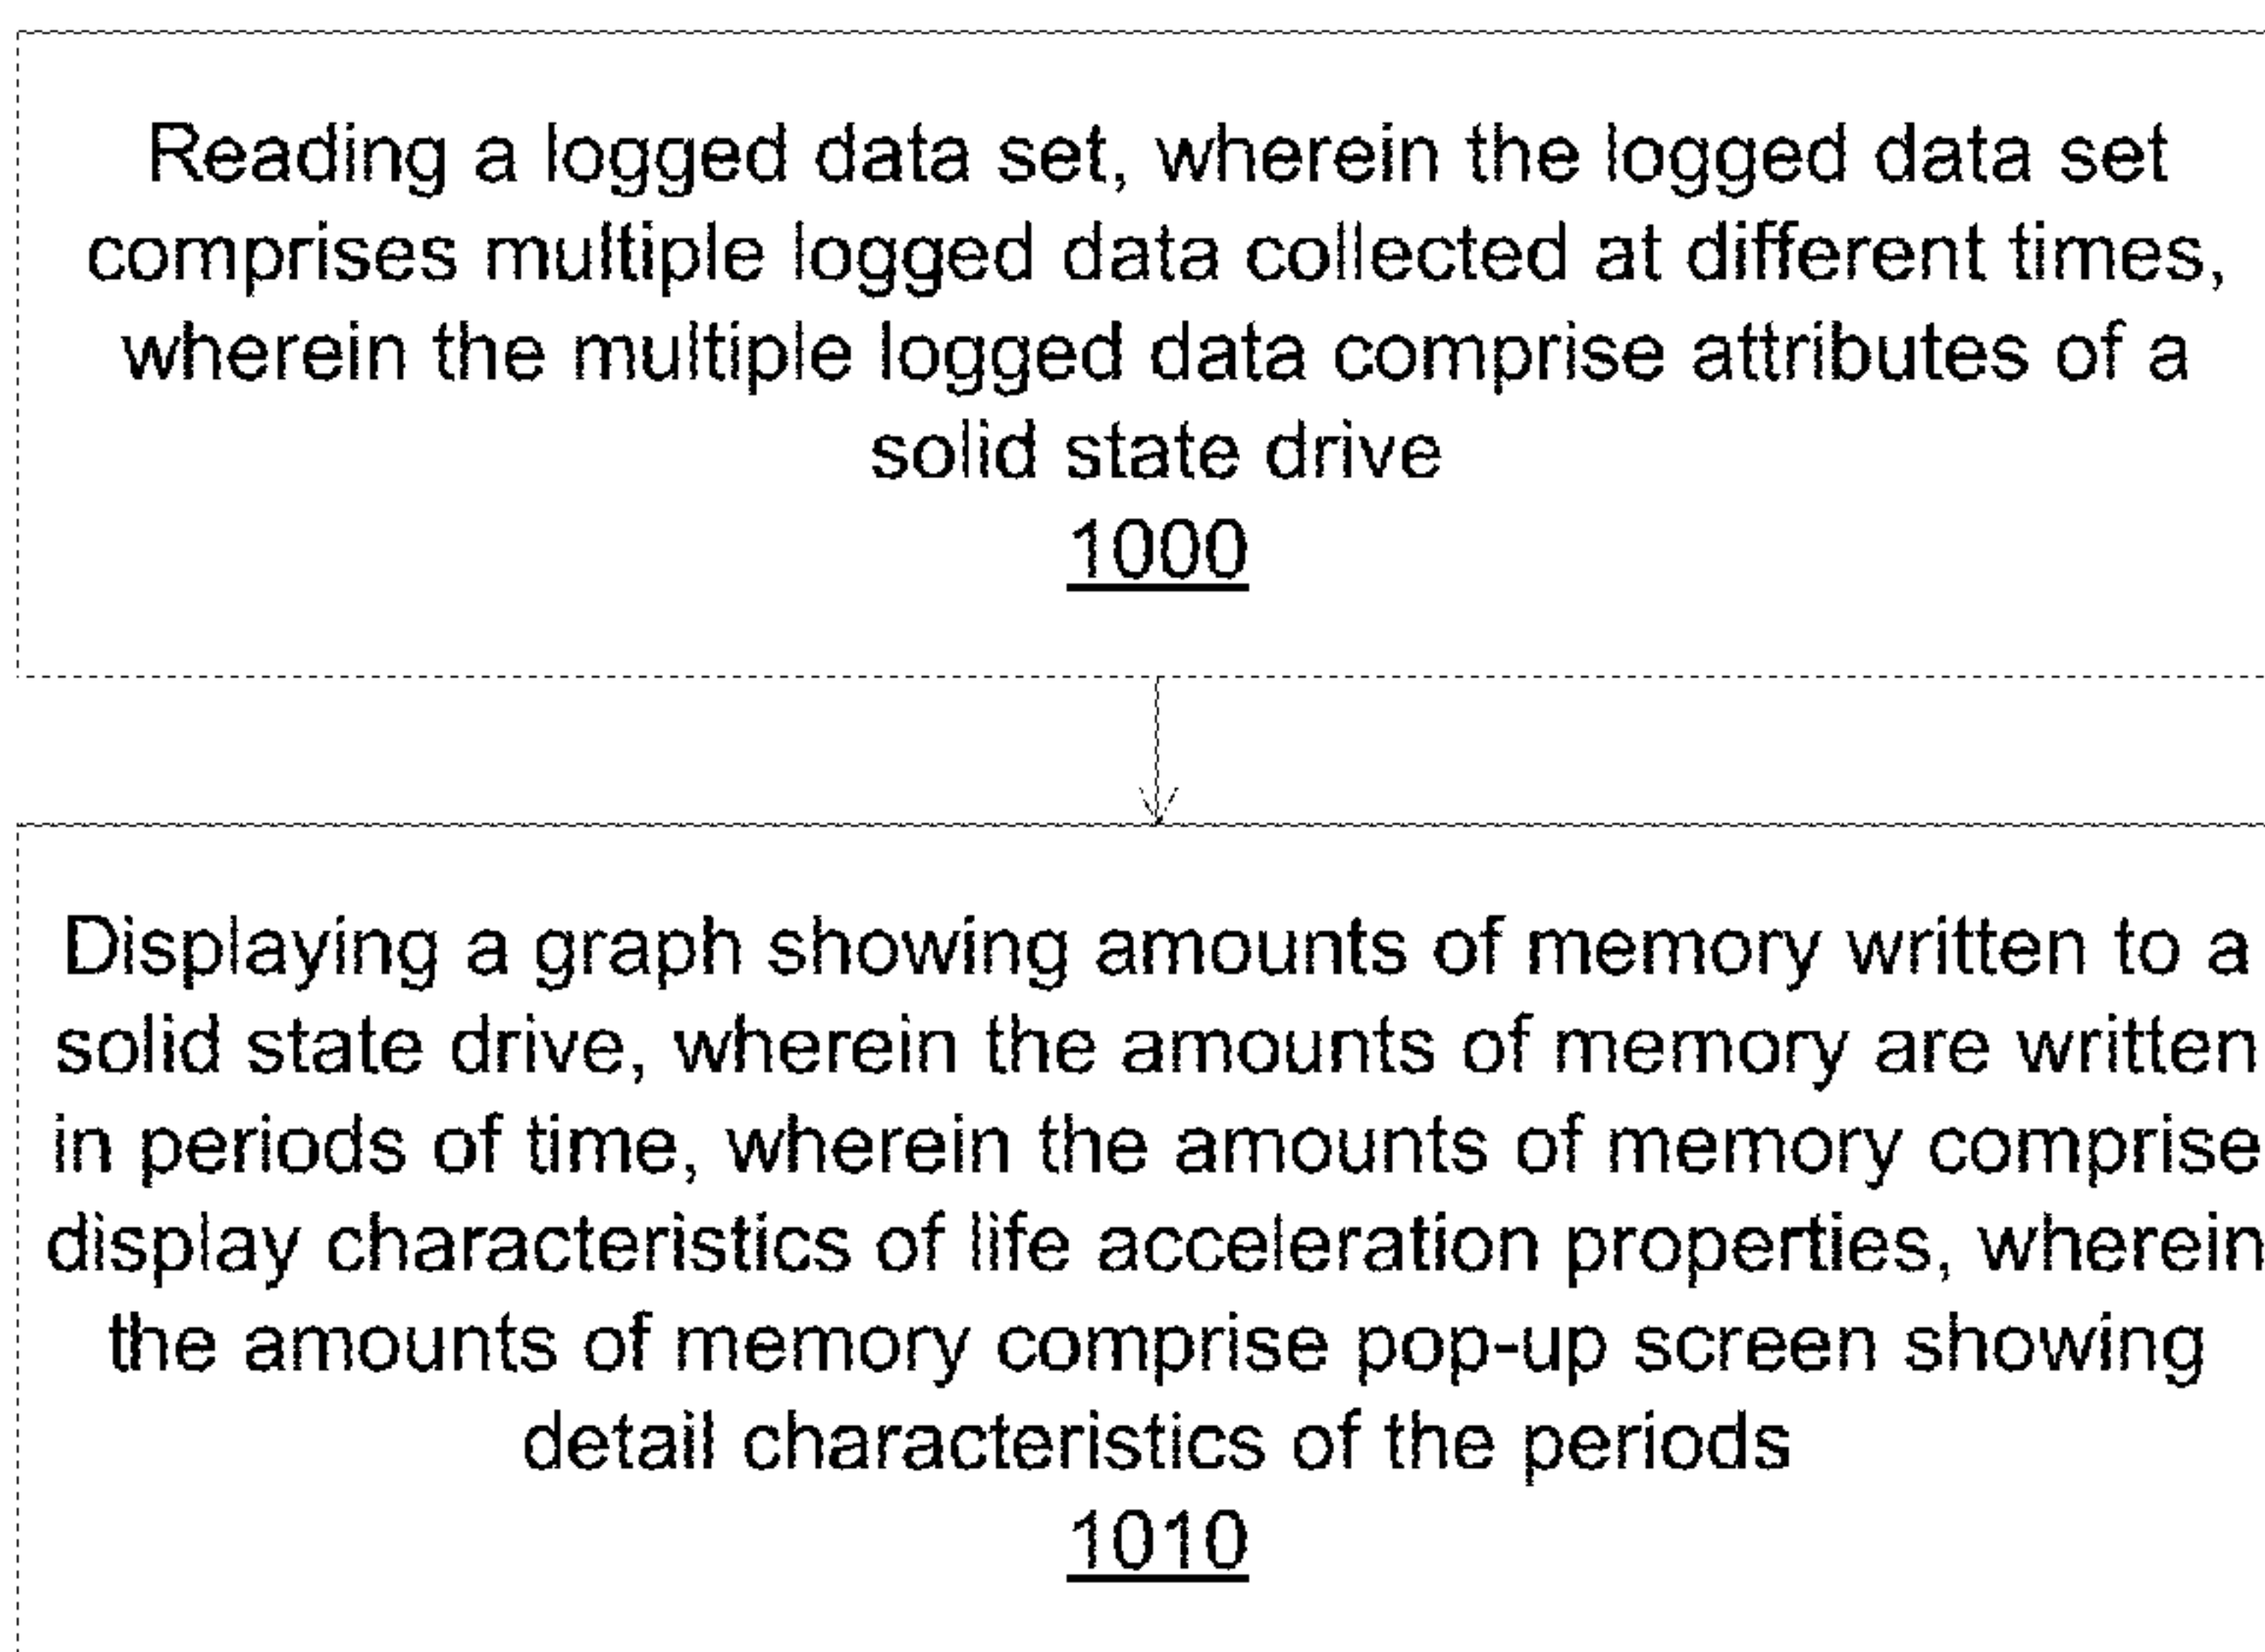 Reading a logged data set, wherein the logged data set
comprises multiple logged data collected at different times,
wherein the multiple logged data comprise attributes of a
solid state drive
1000
Displaying a graph showing amounts of memory written to a
solid state drive, wherein the amounts of memory are written
in periods of time, wherein the amounts of memory comprise
display characteristics of life acceleration properties, wherein
the amounts of memory comprise pop-up screen showing
detail characteristics of the periods
1010